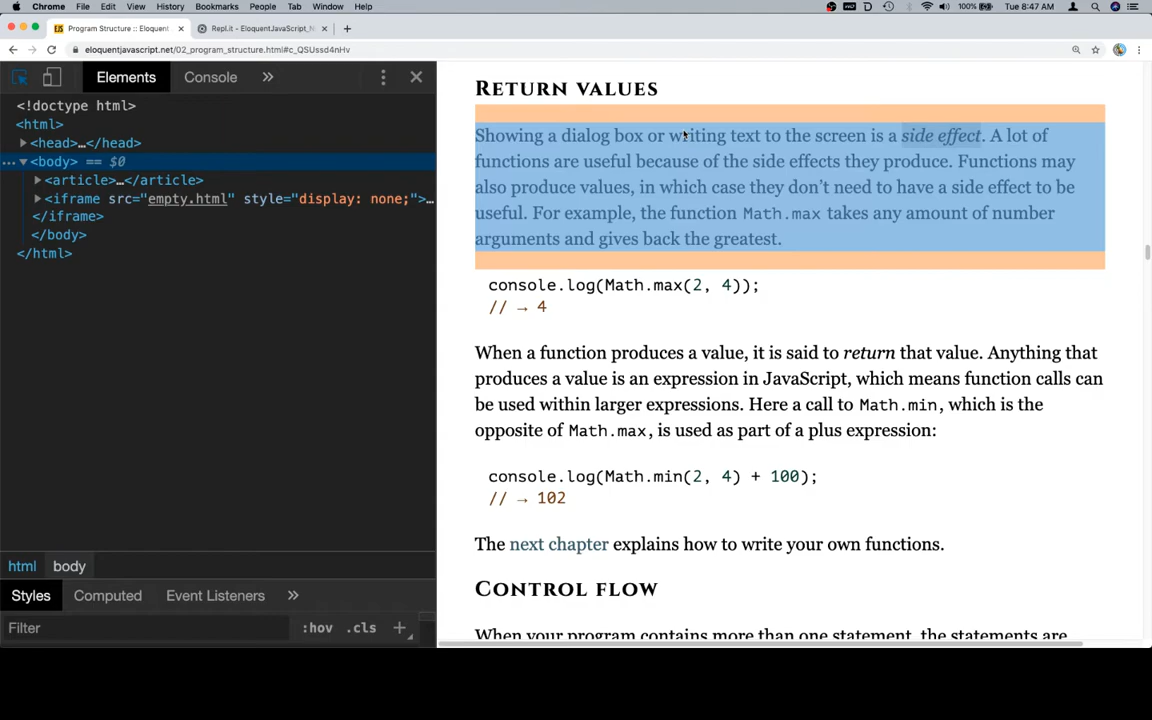 Chrome File Edit View History Bookmarks People Tab Window Help 100% Tue 8:47 AM
Program Structure :: Eloquent Repl.it - EloquentJavaScript_N
eloquentjavascript.net/02_program_structure.html#c_QSUssd4nHv
Elements Console »
<!doctype html>
<html>
<head>…</head>
… <body> == $0
<article>…</article>
<iframe src="empty.html" style="display: none;">…
</iframe>
</body>
</html>
html body
Styles Computed Event Listeners »
Filter :hov .cls +
Return values
Showing a dialog box or writing text to the screen is a side effect. A lot of
functions are useful because of the side effects they produce. Functions may
also produce values, in which case they don’t need to have a side effect to be
useful. For example, the function Math.max takes any amount of number
arguments and gives back the greatest.
console.log(Math.max(2, 4));
// → 4
When a function produces a value, it is said to return that value. Anything that
produces a value is an expression in JavaScript, which means function calls can
be used within larger expressions. Here a call to Math.min, which is the
opposite of Math.max, is used as part of a plus expression:
console.log(Math.min(2, 4) + 100);
// → 102
The next chapter explains how to write your own functions.
Control flow
When your program contains more than one statement, the statements are